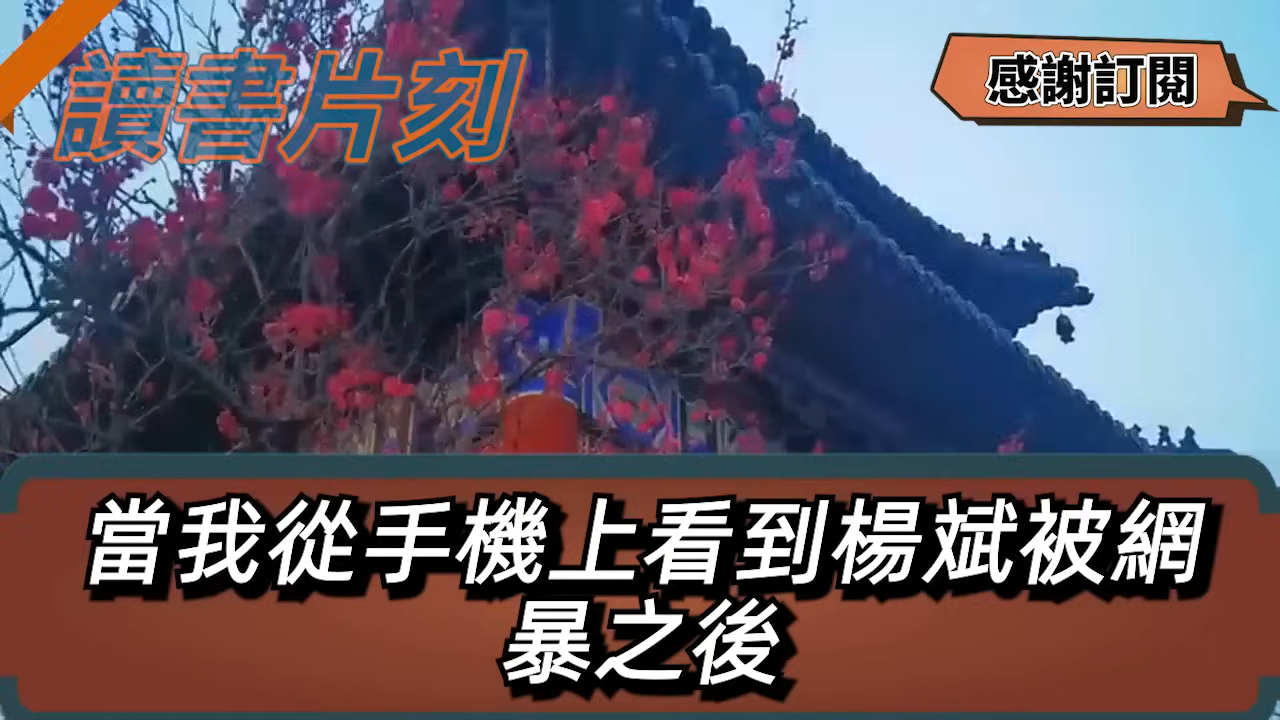 讀書片刻
感謝訂閱
當我從手機上看到楊斌被網
暴之後